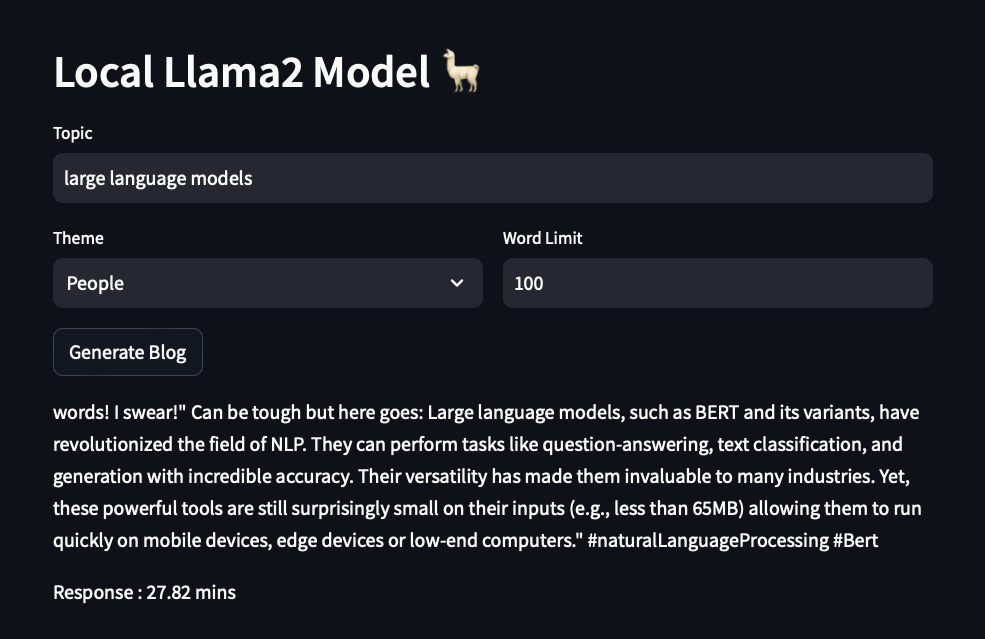 Local Llama2 Model 🦙
Topic
large language models
Theme
Word Limit
People
100
Generate Blog
words! I swear!" Can be tough but here goes: Large language models, such as BERT and its variants, have
revolutionized the field of NLP. They can perform tasks like question-answering, text classification, and
generation with incredible accuracy. Their versatility has made them invaluable to many industries. Yet,
these powerful tools are still surprisingly small on their inputs (e.g., less than 65MB) allowing them to run
quickly on mobile devices, edge devices or low-end computers." #naturalLanguageProcessing #Bert
Response : 27.82 mins